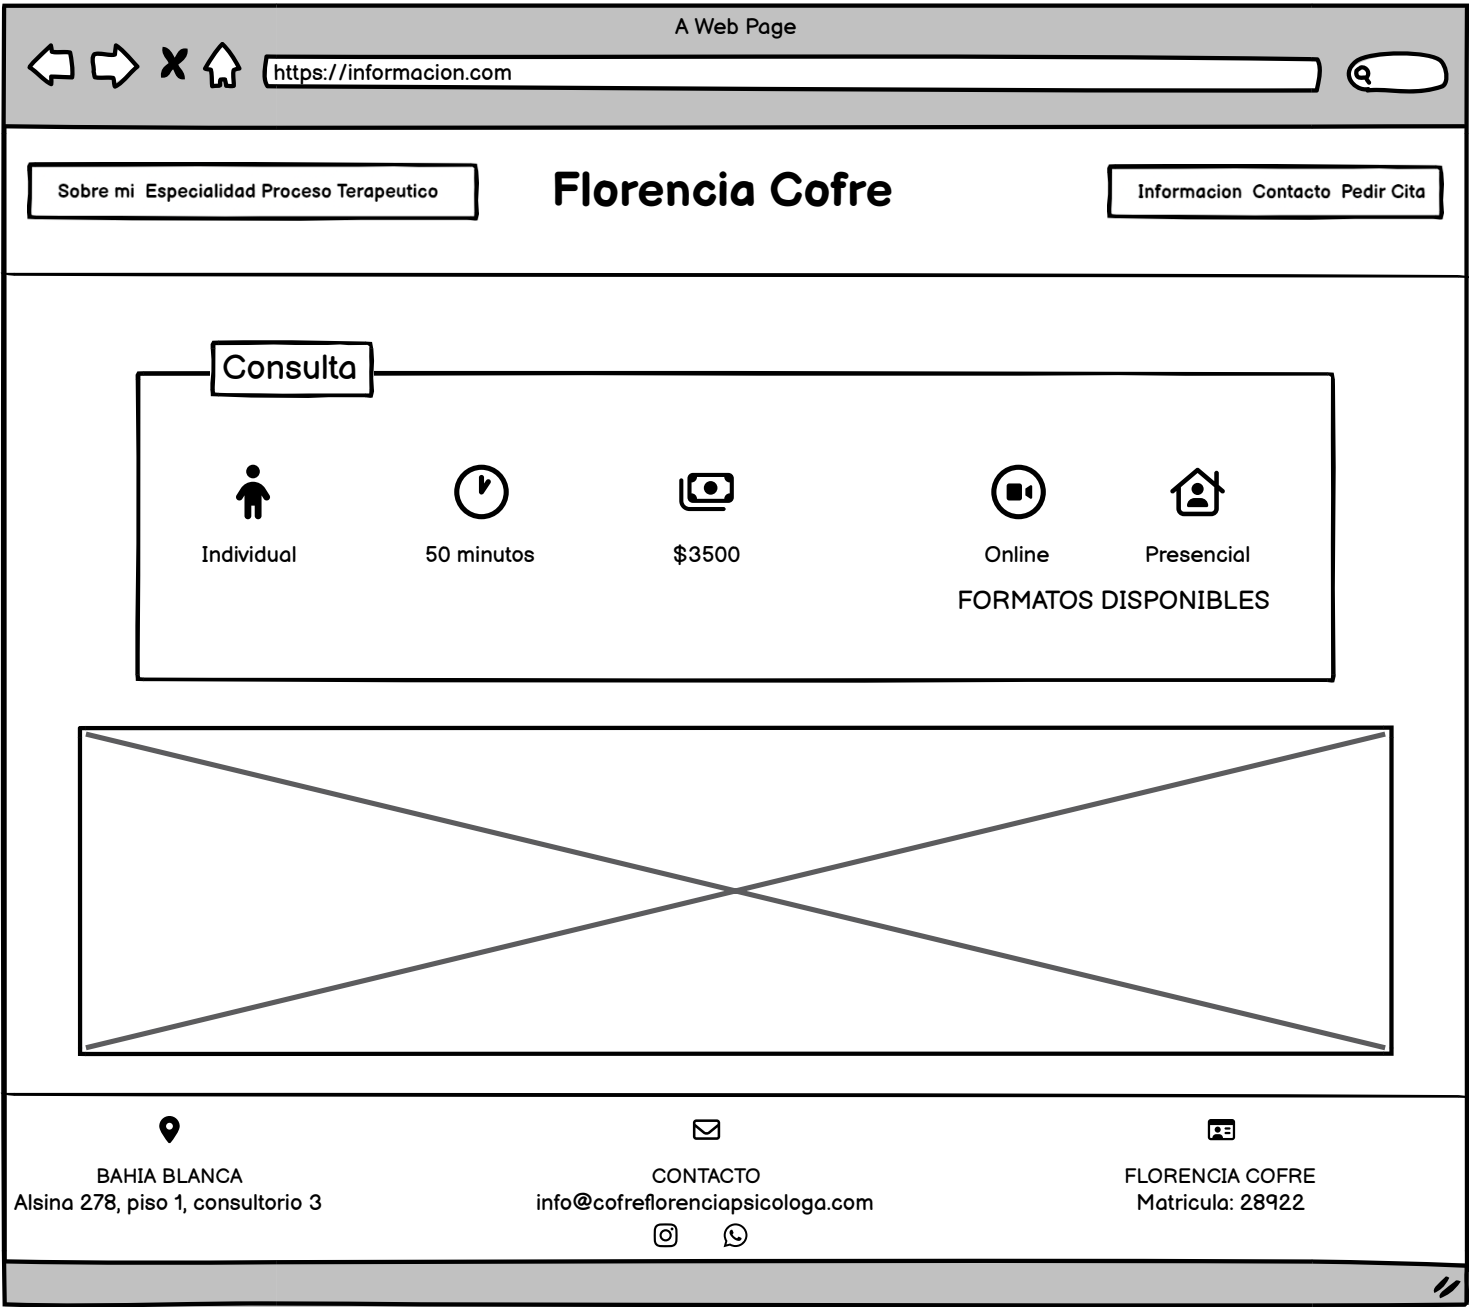 A Web Page
https://informacion.com
Sobre mi Especialidad Proceso Terapeutico
Florencia Cofre
Informacion Contacto Pedir Cita
Consulta
Individual
50 minutos
$3500
Online
Presencial
FORMATOS DISPONIBLES
BAHIA BLANCA
Alsina 278, piso 1, consultorio 3
CONTACTO
info@cofreflorenciapsicologa.com
FLORENCIA COFRE
Matricula: 28922